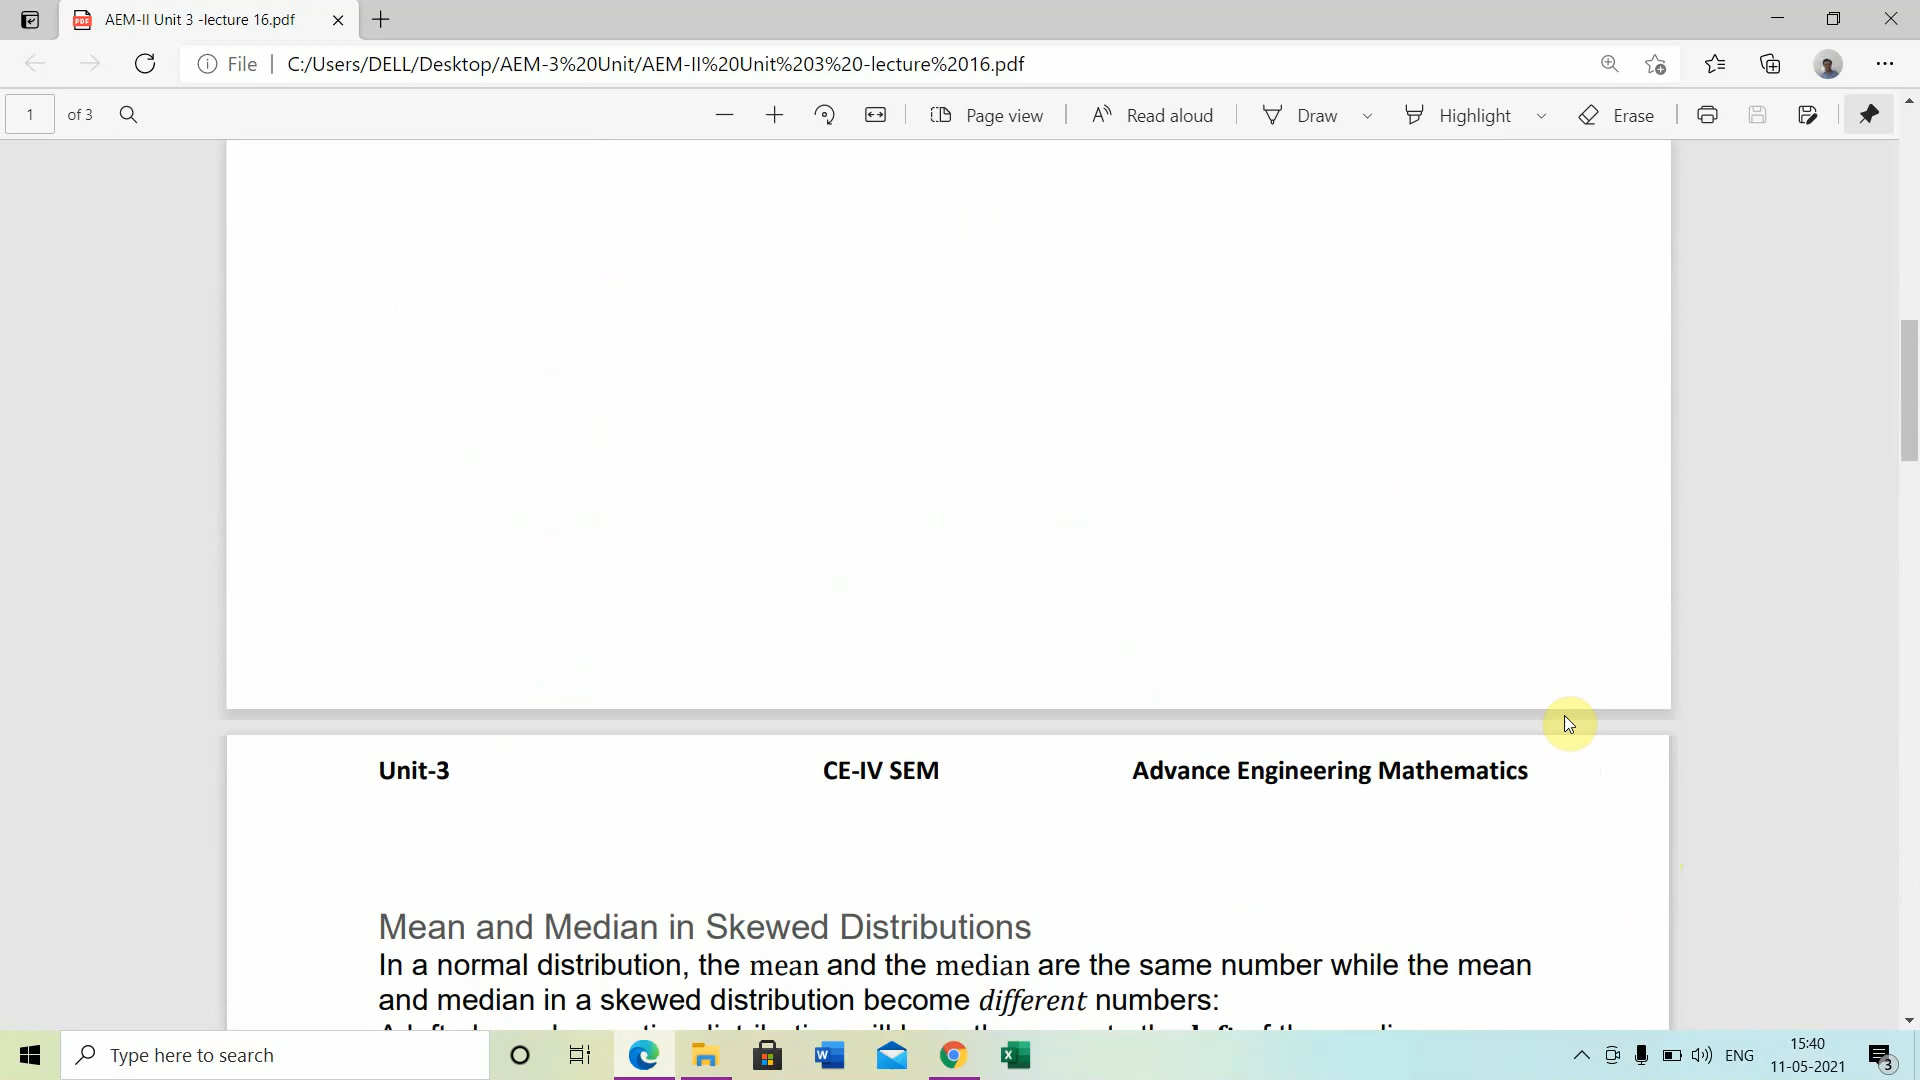 AEM-II Unit 3 -lecture 16.pdf
File
C:/Users/DELL/Desktop/AEM-3%20Unit/AEM-II%20Unit%203%20-lecture%2016.pdf
1 of 3
Page view
Read aloud
Draw
Highlight
Erase
Unit-3 CE-IV SEM Advance Engineering Mathematics
Mean and Median in Skewed Distributions
In a normal distribution, the mean and the median are the same number while the mean
and median in a skewed distribution become different numbers:
Type here to search
ENG
15:40
11-05-2021
3